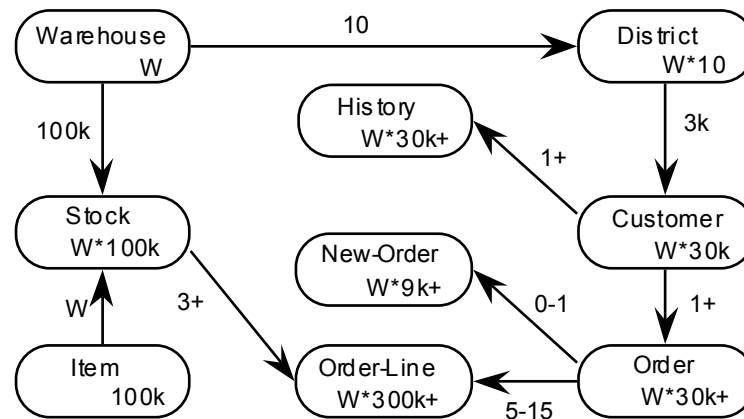 Warehouse
W
10
District
W*10
100k
History
W*30k+
3k
1+
Stock
W*100k
Customer
W*30k
New-Order
W*9k+
W
3+
0-1
1+
Item
100k
Order-Line
W*300k+
5-15
Order
W*30k+